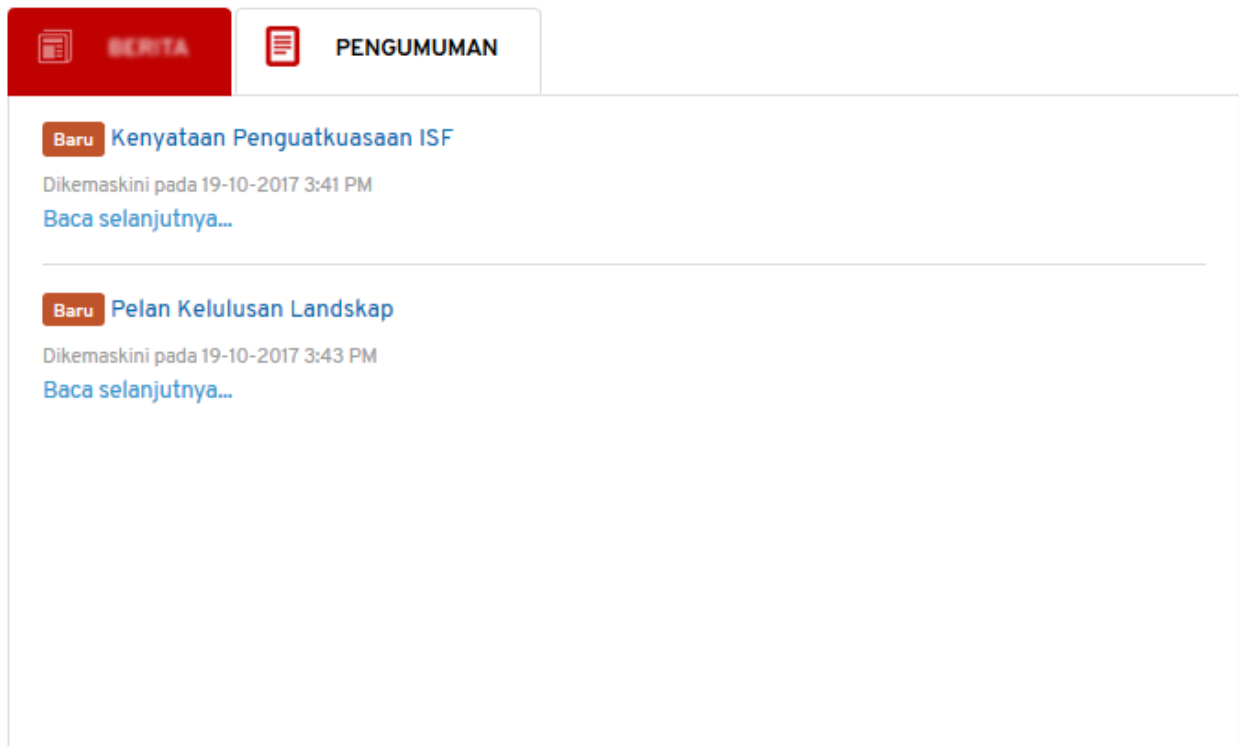 BERITA
PENGUMUMAN
Baru Kenyataan Penguatkuasaan ISF
Dikemaskini pada 19-10-2017 3:41 PM
Baca selanjutnya...
Baru Pelan Kelulusan Landskap
Dikemaskini pada 19-10-2017 3:43 PM
Baca selanjutnya...